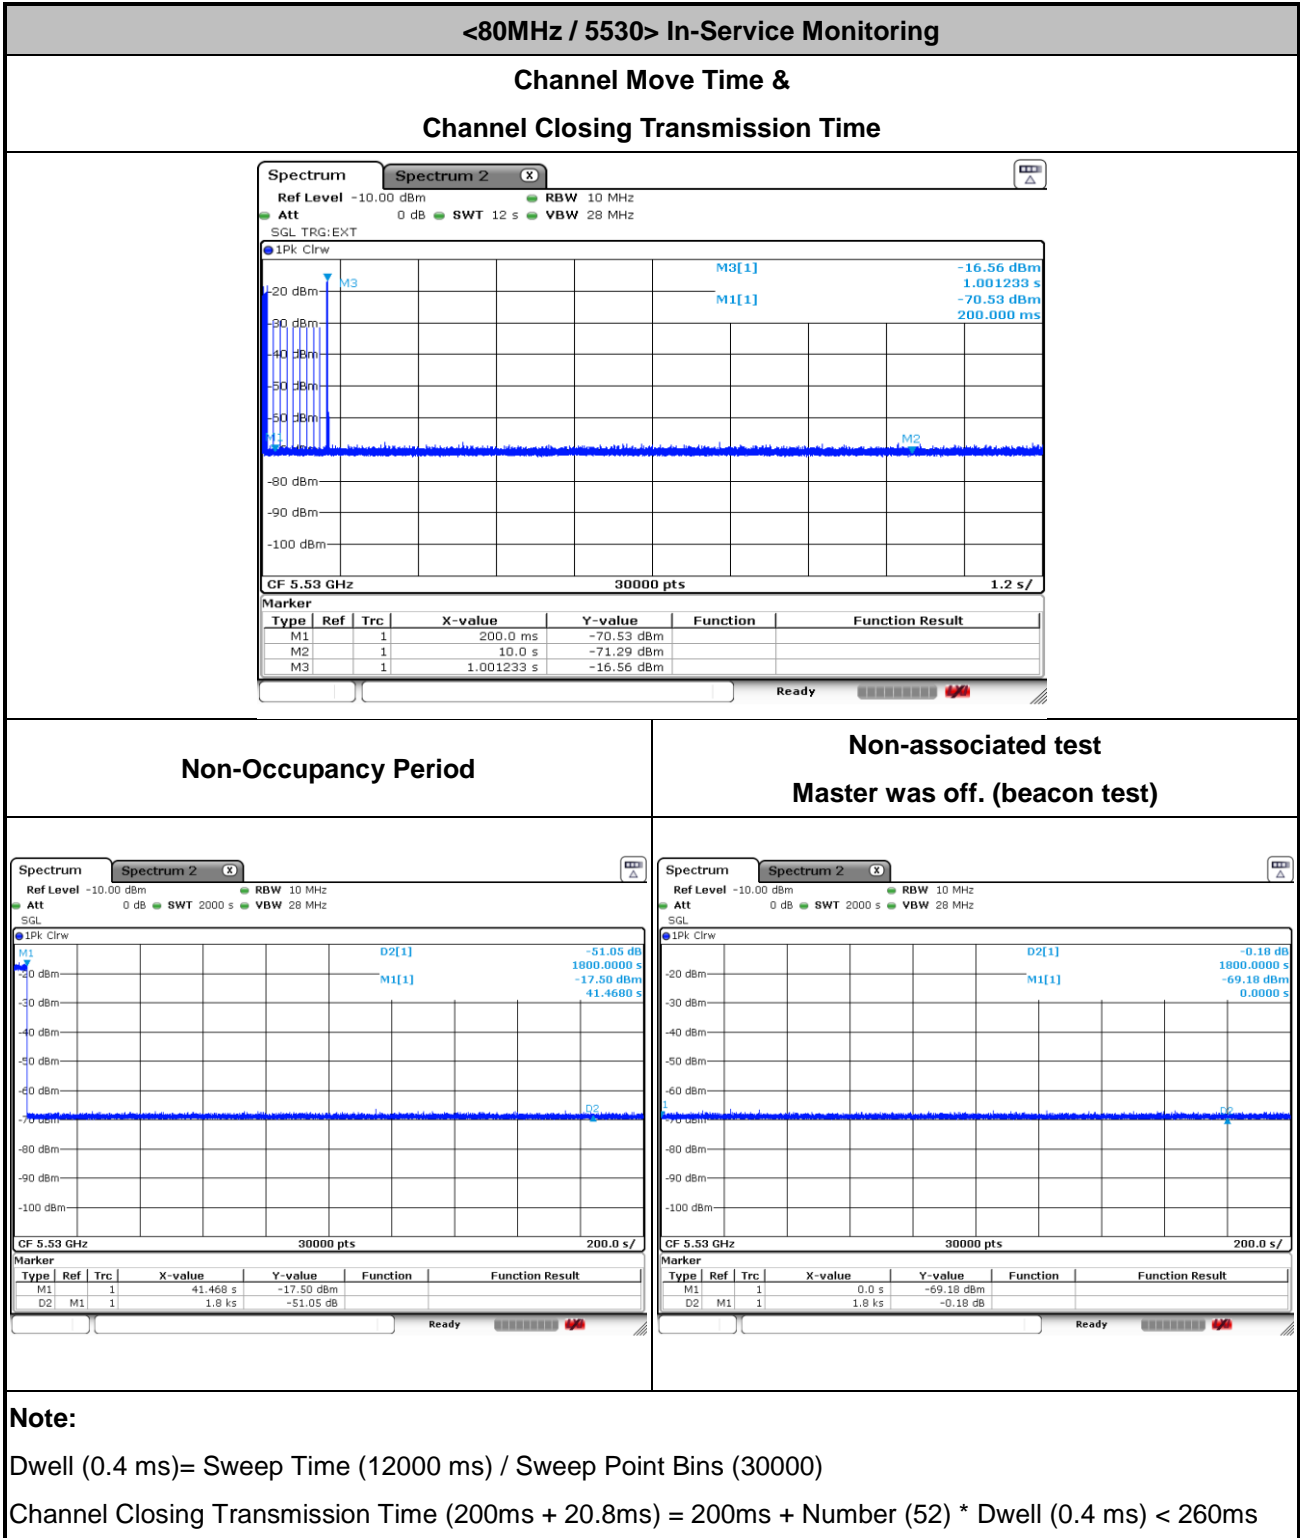 <80MHz / 5530> In-Service Monitoring
Channel Move Time &
Channel Closing Transmission Time
Spectrum Spectrum 2 X
Ref Level -10.00 dBm RBW 10 MHz
Att 0 dB SWT 12 s VBW 28 MHz
SGL TRG:EXT
1Pk Clrw
M3[1] -16.56 dBm
1.001233 s
M1[1] -70.53 dBm
200.000 ms
M3
-20 dBm
-30 dBm
-40 dBm
-50 dBm
M1
M2
-80 dBm
-90 dBm
-100 dBm
CF 5.53 GHz 30000 pts 1.2 s/
Marker
Type Ref Trc X-value Y-value Function Function Result
M1 1 200.0 ms -70.53 dBm
M2 1 10.0 s -71.29 dBm
M3 1 1.001233 s -16.56 dBm
Ready
Non-Occupancy Period
Spectrum Spectrum 2 X
Ref Level -10.00 dBm RBW 10 MHz
Att 0 dB SWT 2000 s VBW 28 MHz
SGL
1Pk Clrw
M1
D2[1] -51.05 dB
1800.0000 s
M1[1] -17.50 dBm
41.4680 s
-20 dBm
-30 dBm
-40 dBm
-50 dBm
-60 dBm
D2
-70 dBm
-80 dBm
-90 dBm
-100 dBm
CF 5.53 GHz 30000 pts 200.0 s/
Marker
Type Ref Trc X-value Y-value Function Function Result
M1 1 41.468 s -17.50 dBm
D2 M1 1 1.8 ks -51.05 dB
Ready
Non-associated test
Master was off. (beacon test)
Spectrum Spectrum 2 X
Ref Level -10.00 dBm RBW 10 MHz
Att 0 dB SWT 2000 s VBW 28 MHz
SGL
1Pk Clrw
D2[1] -0.18 dB
1800.0000 s
M1[1] -69.18 dBm
0.0000 s
-20 dBm
-30 dBm
-40 dBm
-50 dBm
-60 dBm
1
D2
-70 dBm
-80 dBm
-90 dBm
-100 dBm
CF 5.53 GHz 30000 pts 200.0 s/
Marker
Type Ref Trc X-value Y-value Function Function Result
M1 1 0.0 s -69.18 dBm
D2 M1 1 1.8 ks -0.18 dB
Ready
Note:
Dwell (0.4 ms)= Sweep Time (12000 ms) / Sweep Point Bins (30000)
Channel Closing Transmission Time (200ms + 20.8ms) = 200ms + Number (52) * Dwell (0.4 ms) < 260ms